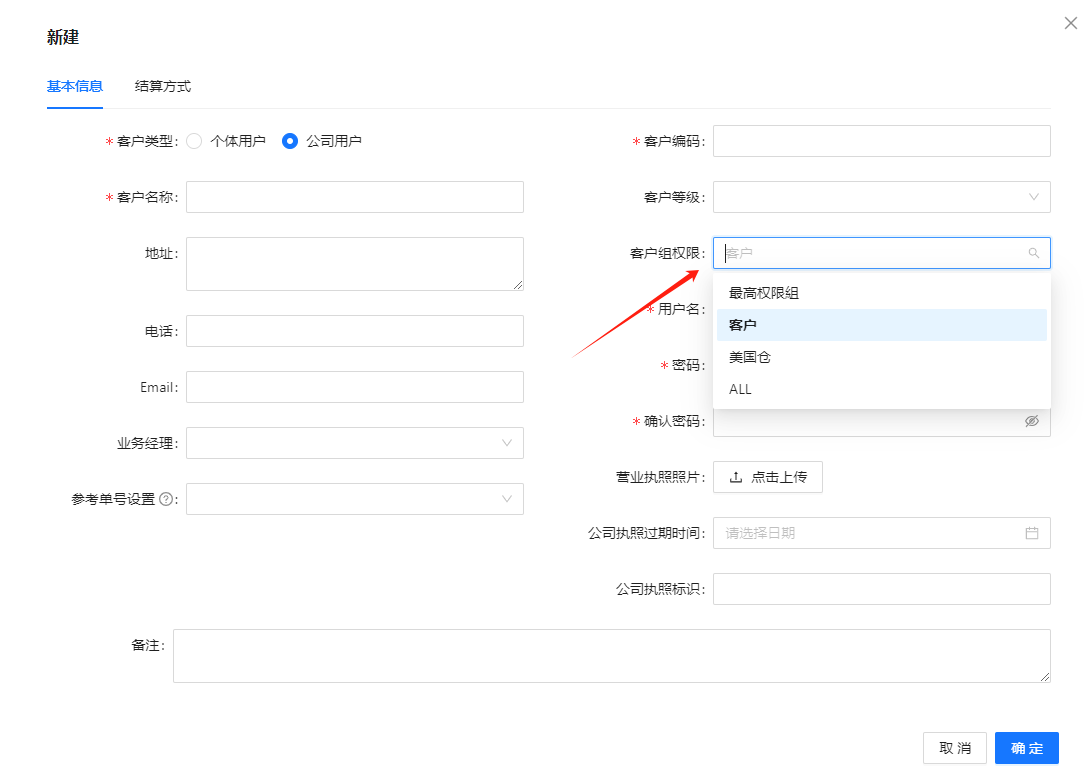 新建
基本信息 结算方式
* 客户类型: 个体用户 公司用户
* 客户编码:
* 客户名称:
客户等级:
地址:
客户组权限: 客户
最高权限组
客户
美国仓
ALL
* 用户名:
电话:
* 密码:
Email:
* 确认密码:
业务经理:
营业执照照片: 点击上传
参考单号设置 ? :
公司执照过期时间: 请选择日期
公司执照标识:
备注:
取 消 确 定